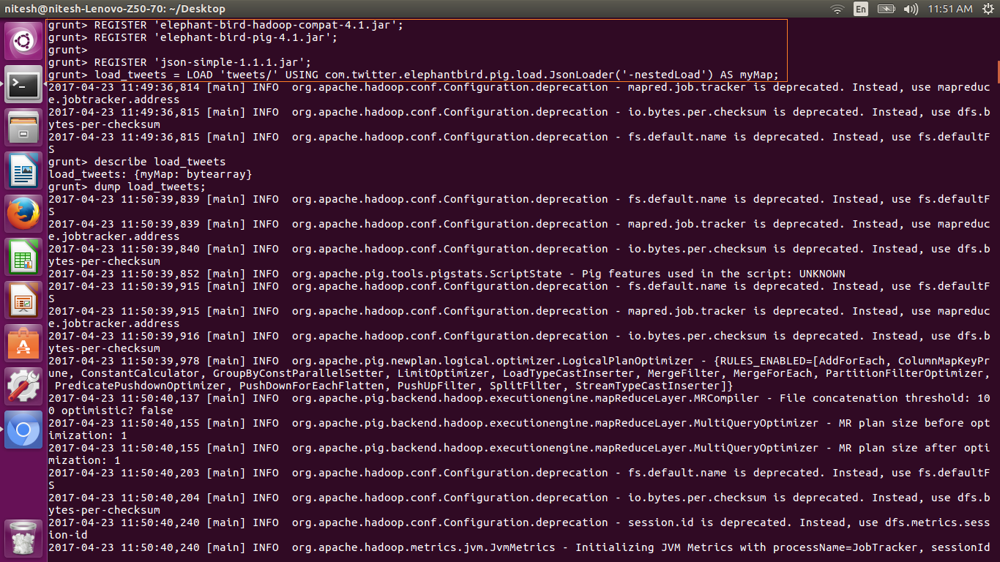 nitesh@nitesh-Lenovo-Z50-70: ~/Desktop
En
11:51 AM
grunt> REGISTER 'elephant-bird-hadoop-compat-4.1.jar';
grunt> REGISTER 'elephant-bird-pig-4.1.jar';
grunt>
grunt> REGISTER 'json-simple-1.1.1.jar';
grunt> load_tweets = LOAD 'tweets/' USING com.twitter.elephantbird.pig.load.JsonLoader('-nestedLoad') AS myMap;
2017-04-23 11:49:36,814 [main] INFO  org.apache.hadoop.conf.Configuration.deprecation - mapred.job.tracker is deprecated. Instead, use mapreduc
e.jobtracker.address
2017-04-23 11:49:36,815 [main] INFO  org.apache.hadoop.conf.Configuration.deprecation - io.bytes.per.checksum is deprecated. Instead, use dfs.b
ytes-per-checksum
2017-04-23 11:49:36,815 [main] INFO  org.apache.hadoop.conf.Configuration.deprecation - fs.default.name is deprecated. Instead, use fs.defaultF
S
grunt> describe load_tweets
load_tweets: {myMap: bytearray}
grunt> dump load_tweets;
2017-04-23 11:50:39,839 [main] INFO  org.apache.hadoop.conf.Configuration.deprecation - fs.default.name is deprecated. Instead, use fs.defaultF
S
2017-04-23 11:50:39,839 [main] INFO  org.apache.hadoop.conf.Configuration.deprecation - mapred.job.tracker is deprecated. Instead, use mapreduc
e.jobtracker.address
2017-04-23 11:50:39,840 [main] INFO  org.apache.hadoop.conf.Configuration.deprecation - io.bytes.per.checksum is deprecated. Instead, use dfs.b
ytes-per-checksum
2017-04-23 11:50:39,852 [main] INFO  org.apache.pig.tools.pigstats.ScriptState - Pig features used in the script: UNKNOWN
2017-04-23 11:50:39,915 [main] INFO  org.apache.hadoop.conf.Configuration.deprecation - fs.default.name is deprecated. Instead, use fs.defaultF
S
2017-04-23 11:50:39,915 [main] INFO  org.apache.hadoop.conf.Configuration.deprecation - mapred.job.tracker is deprecated. Instead, use mapreduc
e.jobtracker.address
2017-04-23 11:50:39,916 [main] INFO  org.apache.hadoop.conf.Configuration.deprecation - io.bytes.per.checksum is deprecated. Instead, use dfs.b
ytes-per-checksum
2017-04-23 11:50:39,978 [main] INFO  org.apache.pig.newplan.logical.optimizer.LogicalPlanOptimizer - {RULES_ENABLED=[AddForEach, ColumnMapKeyPr
une, ConstantCalculator, GroupByConstParallelSetter, LimitOptimizer, LoadTypeCastInserter, MergeFilter, MergeForEach, PartitionFilterOptimizer,
 PredicatePushdownOptimizer, PushDownForEachFlatten, PushUpFilter, SplitFilter, StreamTypeCastInserter]}
2017-04-23 11:50:40,137 [main] INFO  org.apache.pig.backend.hadoop.executionengine.mapReduceLayer.MRCompiler - File concatenation threshold: 10
0 optimistic? false
2017-04-23 11:50:40,155 [main] INFO  org.apache.pig.backend.hadoop.executionengine.mapReduceLayer.MultiQueryOptimizer - MR plan size before opt
imization: 1
2017-04-23 11:50:40,155 [main] INFO  org.apache.pig.backend.hadoop.executionengine.mapReduceLayer.MultiQueryOptimizer - MR plan size after opti
mization: 1
2017-04-23 11:50:40,203 [main] INFO  org.apache.hadoop.conf.Configuration.deprecation - fs.default.name is deprecated. Instead, use fs.defaultF
S
2017-04-23 11:50:40,204 [main] INFO  org.apache.hadoop.conf.Configuration.deprecation - io.bytes.per.checksum is deprecated. Instead, use dfs.b
ytes-per-checksum
2017-04-23 11:50:40,240 [main] INFO  org.apache.hadoop.conf.Configuration.deprecation - session.id is deprecated. Instead, use dfs.metrics.sess
ion-id
2017-04-23 11:50:40,240 [main] INFO  org.apache.hadoop.metrics.jvm.JvmMetrics - Initializing JVM Metrics with processName=JobTracker, sessionId